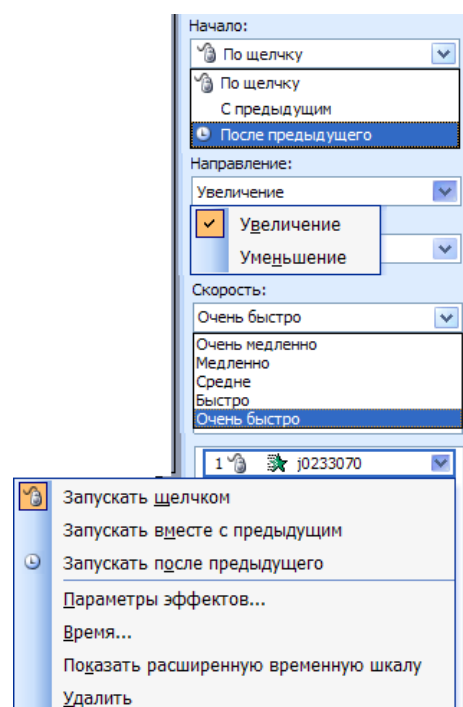 Начало:
По щелчку
По щелчку
С предыдущим
После предыдущего
Направление:
Увеличение
Увеличение
Уменьшение
Скорость:
Очень быстро
Очень медленно
Медленно
Средне
Быстро
Очень быстро
1 j0233070
Запускать щелчком
Запускать вместе с предыдущим
Запускать после предыдущего
Параметры эффектов...
Время...
Показать расширенную временную шкалу
Удалить